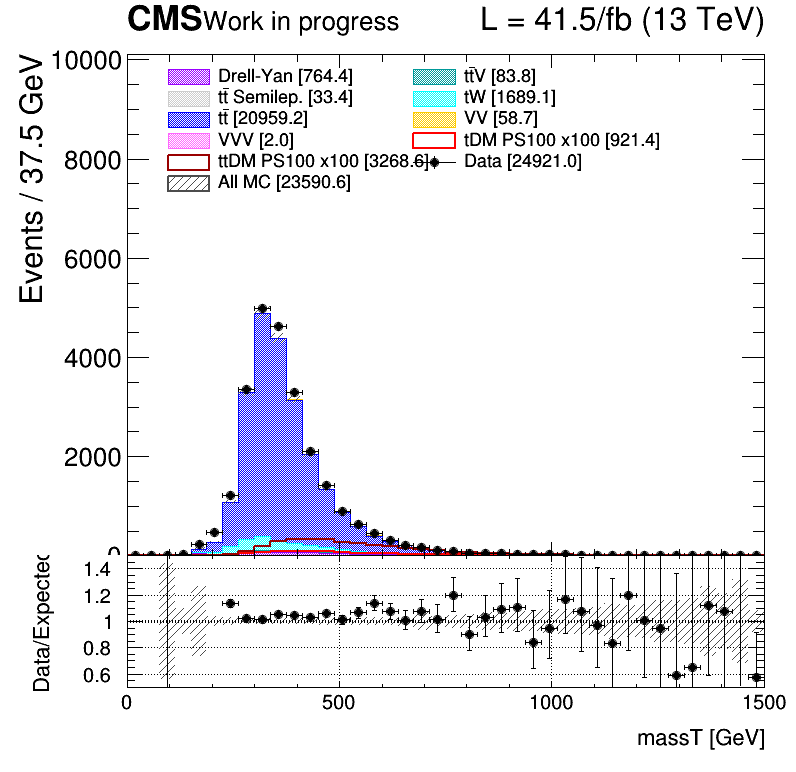 CMS Work in progress L = 41.5/fb (13 TeV)
Events / 37.5 GeV
10000
8000
6000
4000
2000
0
Drell-Yan [764.4]
tt̄V [83.8]
tt̄ Semilep. [33.4]
tW [1689.1]
tt̄ [20959.2]
VV [58.7]
VVV [2.0]
tDM PS100 x100 [921.4]
ttDM PS100 x100 [3268.6]
Data [24921.0]
All MC [23590.6]
Data/Expected
1.4
1.2
1
0.8
0.6
0 500 1000 1500
massT [GeV]